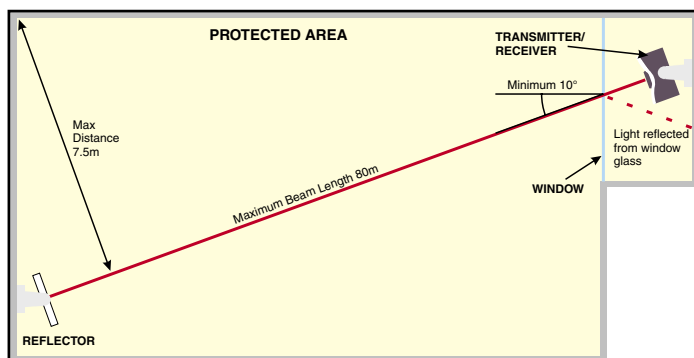 PROTECTED AREA
TRANSMITTER/
RECEIVER
Minimum 10°
Max
Distance
7.5m
Light reflected
from window
glass
Maximum Beam Length 80m
WINDOW
REFLECTOR